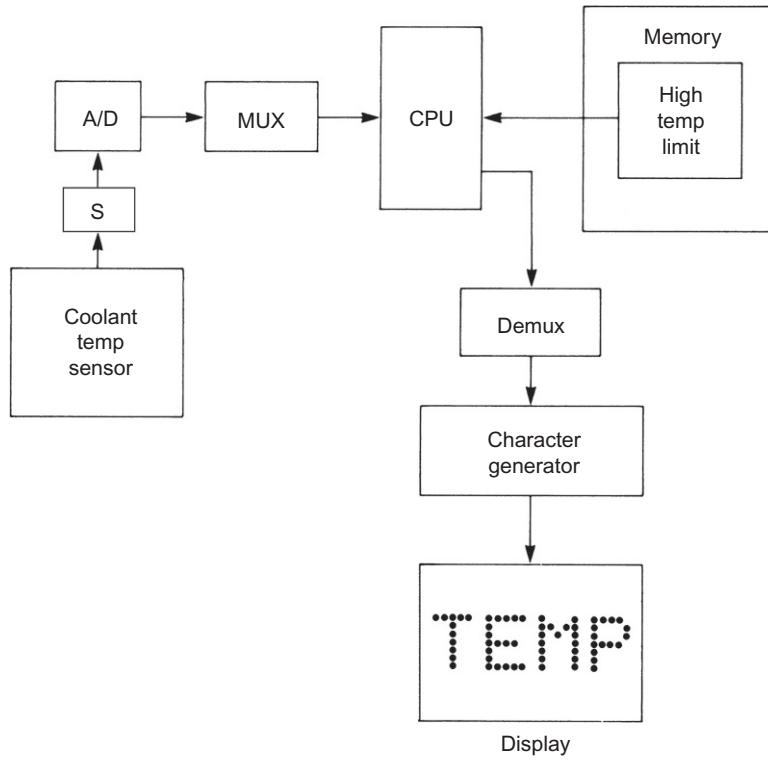 Memory
A/D
MUX
CPU
High
temp
limit
S
Coolant
temp
sensor
Demux
Character
generator
TEMP
Display